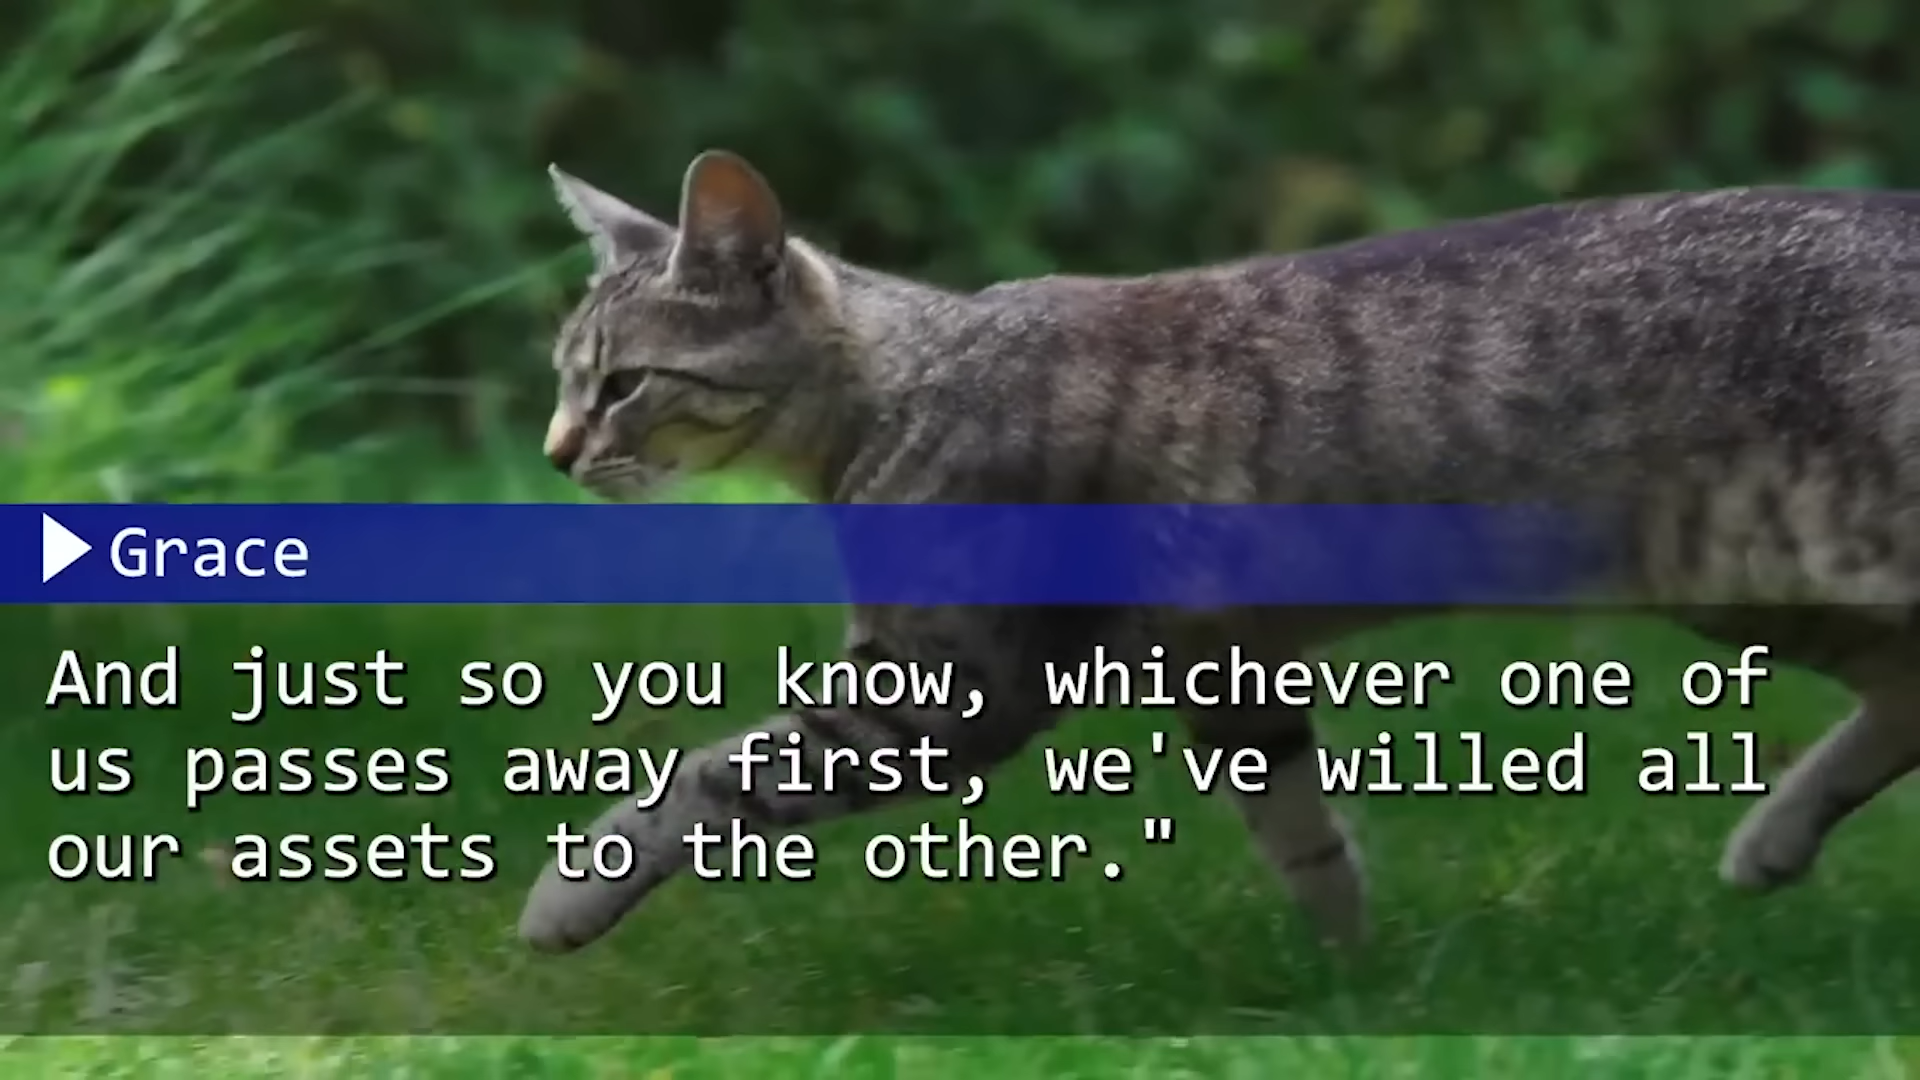 Grace
And just so you know, whichever one of
us passes away first, we've willed all
our assets to the other."